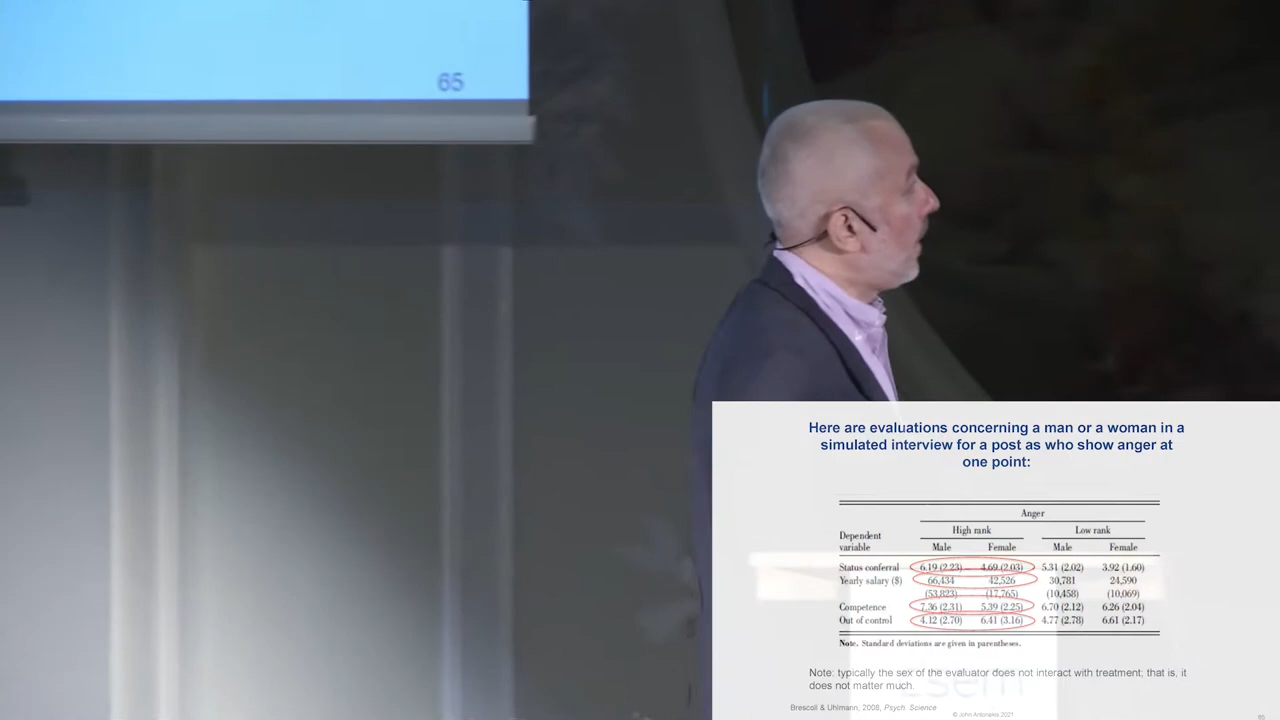 65
Here are evaluations concerning a man or a woman in a
simulated interview for a post as who show anger at
one point:
Anger
High rank Low rank
Dependent
variable Male Female Male Female
Status conferral 6.19 (2.23) 4.69 (2.03) 5.31 (2.02) 3.92 (1.60)
Yearly salary ($) 66,434 42,526 30,781 24,590
(53,823) (17,765) (10,458) (10,069)
Competence 7.36 (2.31) 5.39 (2.25) 6.70 (2.12) 6.26 (2.04)
Out of control 4.12 (2.70) 6.41 (3.16) 4.77 (2.78) 6.61 (2.17)
Note. Standard deviations are given in parentheses.
Note: typically the sex of the evaluator does not interact with treatment; that is, it
does not matter much.
Brescoll & Uhlmann, 2008, Psych. Science
© John Antonakis 2021